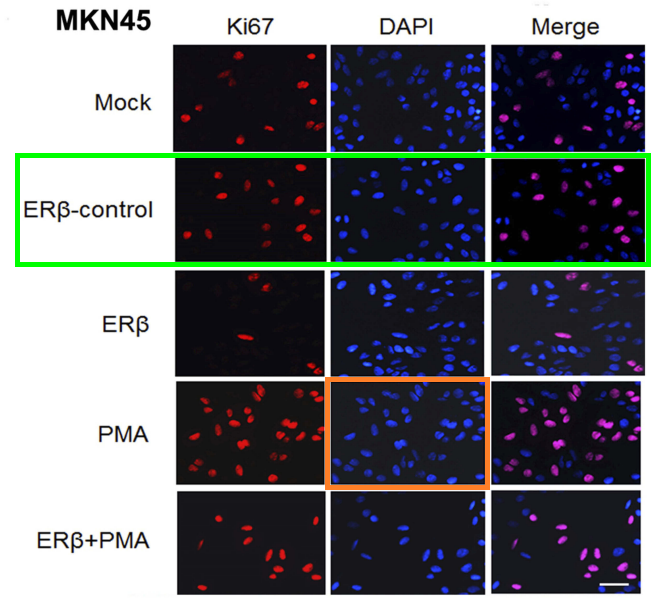 MKN45
Ki67 DAPI Merge
Mock
ERβ-control
ERβ
PMA
ERβ+PMA